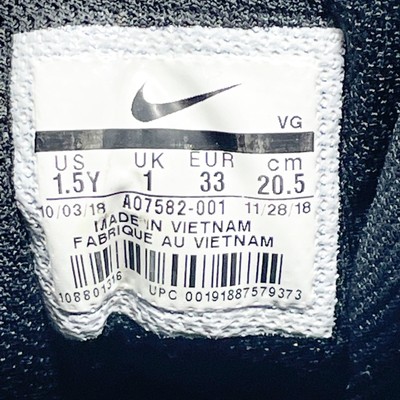 VG
US UK EUR cm
1.5Y 1 33 20.5
10/03/18 AO7582-001 11/28/18
MADE IN VIETNAM
FABRIQUE AU VIETNAM
108801316 UPC 00191887579373